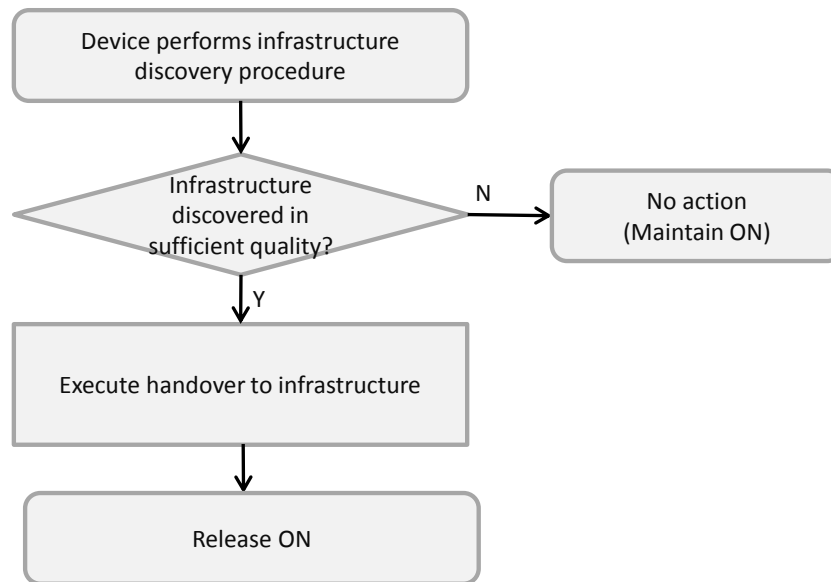 Device performs infrastructure
discovery procedure
Infrastructure
discovered in
sufficient quality?
N
No action
(Maintain ON)
Y
Execute handover to infrastructure
Release ON